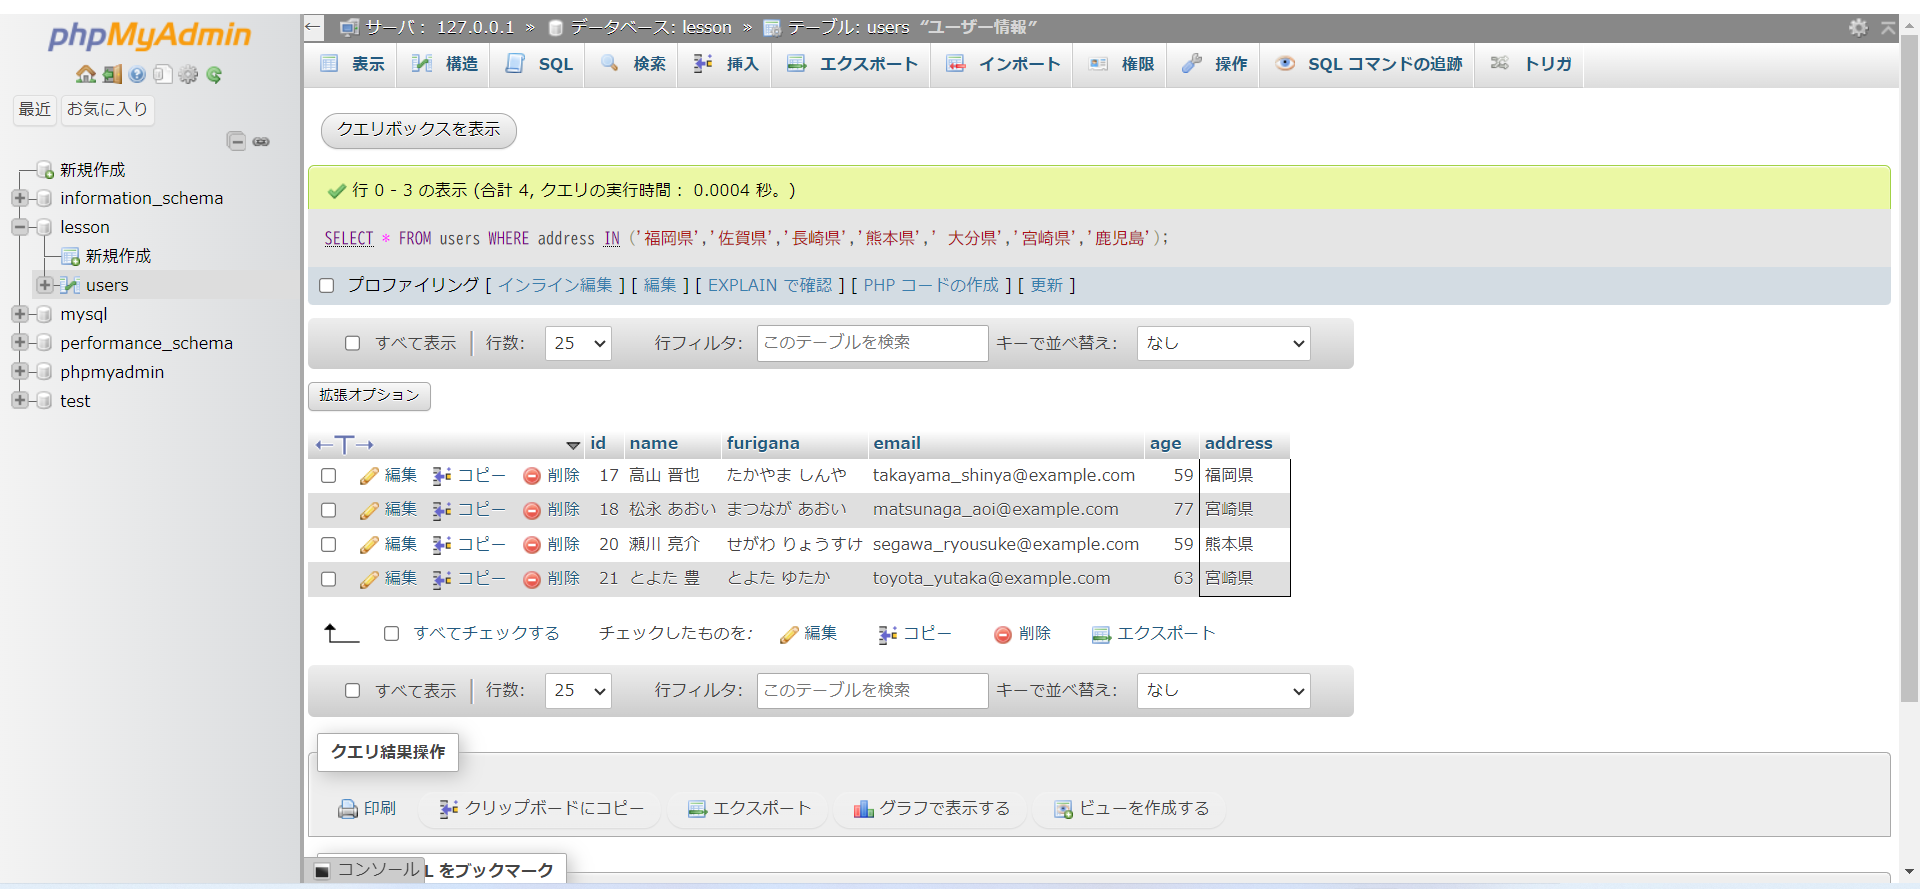 phpMyAdmin
最近 お気に入り
新規作成
information_schema
lesson
新規作成
users
mysql
performance_schema
phpmyadmin
test
サーバ： 127.0.0.1 » データベース: lesson » テーブル: users “ユーザー情報”
表示 構造 SQL 検索 挿入 エクスポート インポート 権限 操作 SQL コマンドの追跡 トリガ
クエリボックスを表示
行 0 - 3 の表示 (合計 4, クエリの実行時間： 0.0004 秒。)
SELECT * FROM users WHERE address IN ('福岡県','佐賀県','長崎県','熊本県',' 大分県','宮崎県','鹿児島');
プロファイリング [ インライン編集 ] [ 編集 ] [ EXPLAIN で確認 ] [ PHP コードの作成 ] [ 更新 ]
すべて表示 行数: 25 行フィルタ: このテーブルを検索 キーで並べ替え: なし
拡張オプション
←T→ id name furigana email age address
編集 コピー 削除 17 高山 晋也 たかやま しんや takayama_shinya@example.com 59 福岡県
編集 コピー 削除 18 松永 あおい まつなが あおい matsunaga_aoi@example.com 77 宮崎県
編集 コピー 削除 20 瀬川 亮介 せがわ りょうすけ segawa_ryousuke@example.com 59 熊本県
編集 コピー 削除 21 とよた 豊 とよた ゆたか toyota_yutaka@example.com 63 宮崎県
すべてチェックする チェックしたものを: 編集 コピー 削除 エクスポート
すべて表示 行数: 25 行フィルタ: このテーブルを検索 キーで並べ替え: なし
クエリ結果操作
印刷 クリップボードにコピー エクスポート グラフで表示する ビューを作成する
コンソール L をブックマーク